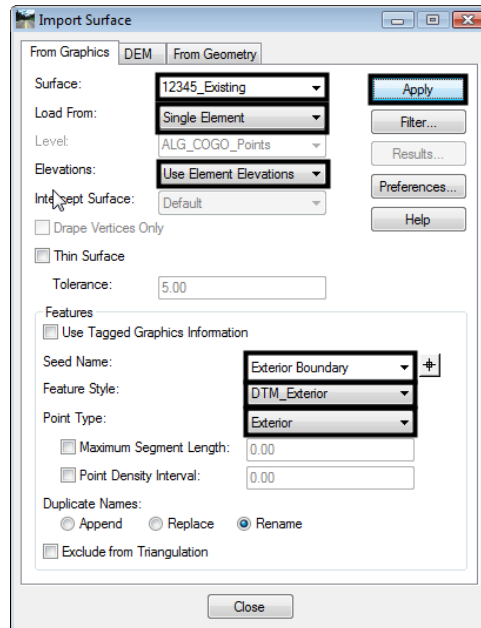 Import Surface
From Graphics DEM From Geometry
Surface: 12345_Existing Apply
Load From: Single Element Filter...
Level: ALG_COGO_Points Results...
Elevations: Use Element Elevations Preferences...
Intersept Surface: Default Help
Drape Vertices Only
Thin Surface
Tolerance: 5.00
Features
Use Tagged Graphics Information
Seed Name: Exterior Boundary
Feature Style: DTM_Exterior
Point Type: Exterior
Maximum Segment Length: 0.00
Point Density Interval: 0.00
Duplicate Names:
Append Replace Rename
Exclude from Triangulation
Close